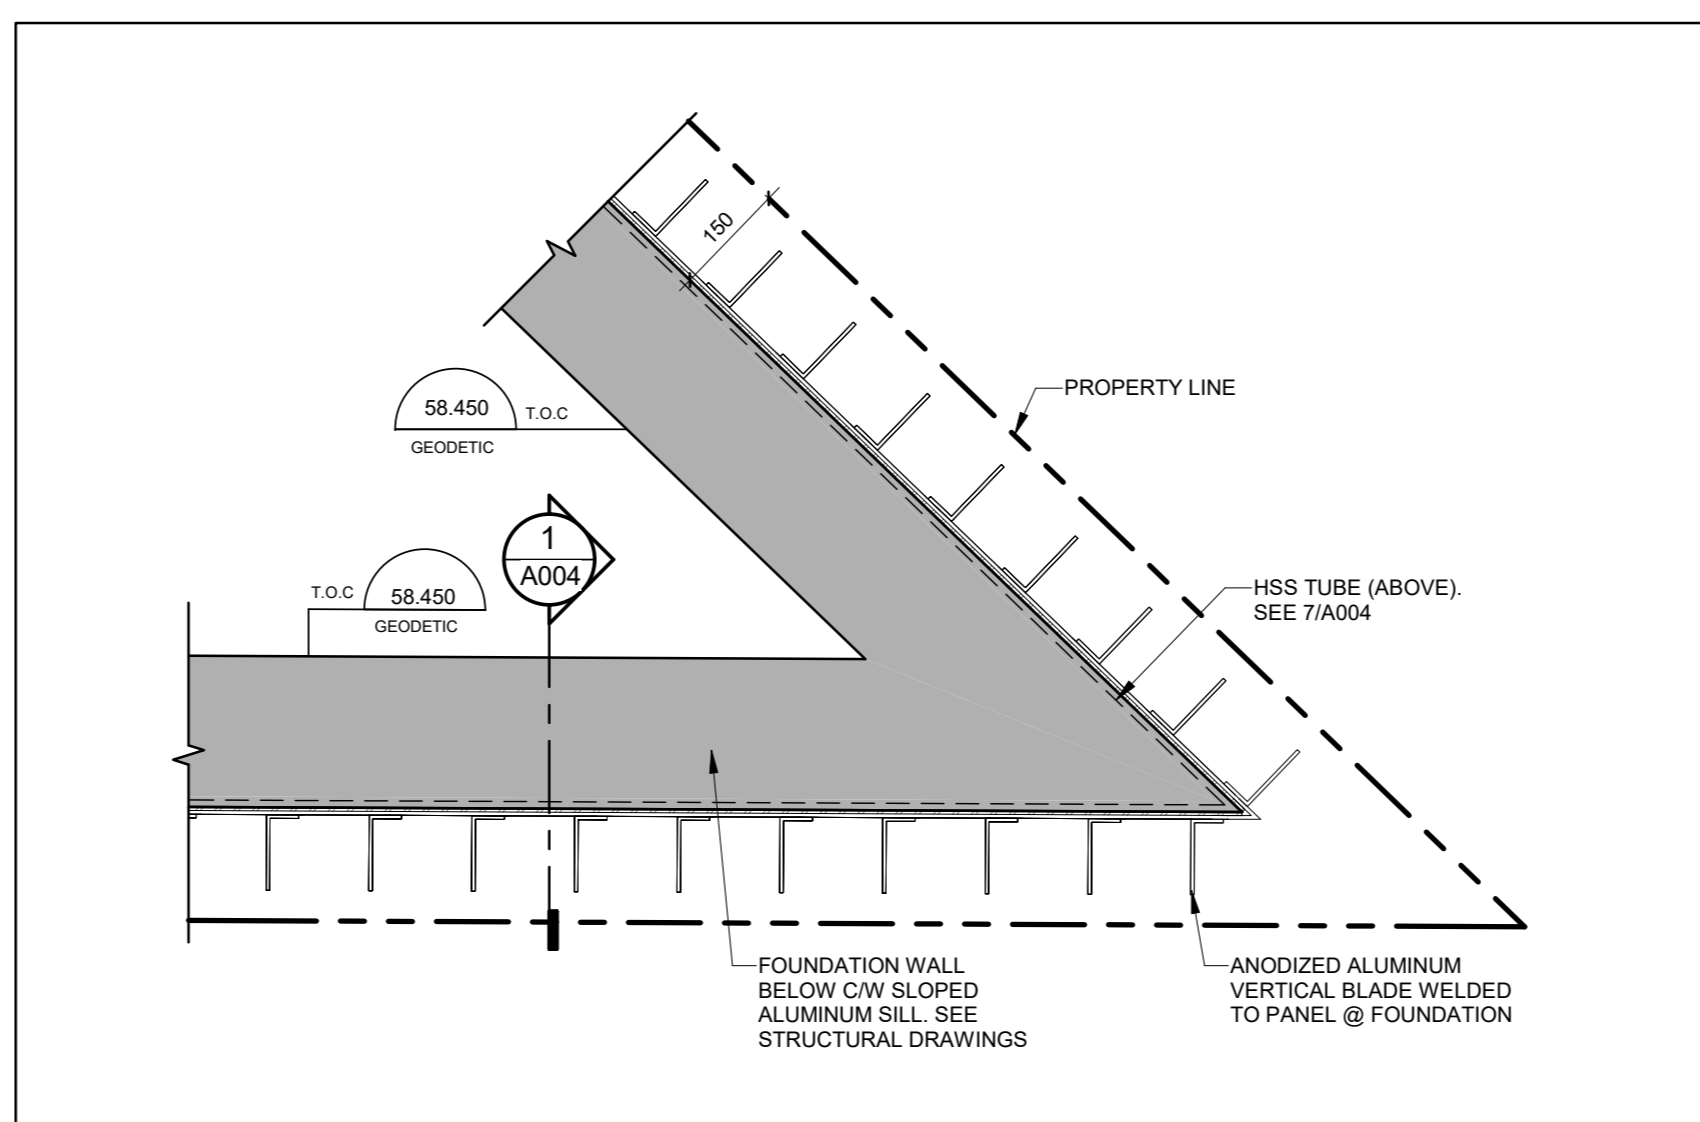 150
PROPERTY LINE
58.450
T.O.C
GEODETIC
1
A004
T.O.C
58.450
GEODETIC
HSS TUBE (ABOVE).
SEE 7/A004
FOUNDATION WALL
BELOW C/W SLOPED
ALUMINUM SILL. SEE
STRUCTURAL DRAWINGS
ANODIZED ALUMINUM
VERTICAL BLADE WELDED
TO PANEL @ FOUNDATION